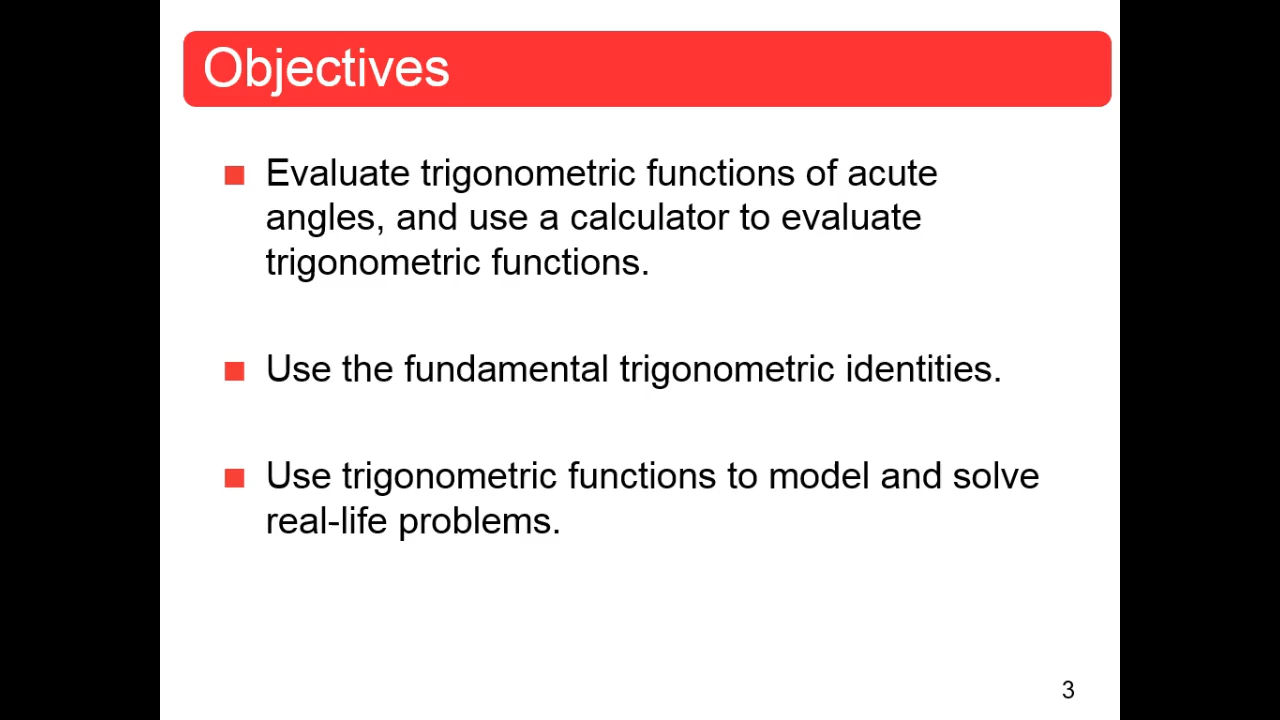 Objectives
Evaluate trigonometric functions of acute
angles, and use a calculator to evaluate
trigonometric functions.
Use the fundamental trigonometric identities.
Use trigonometric functions to model and solve
real-life problems.
3